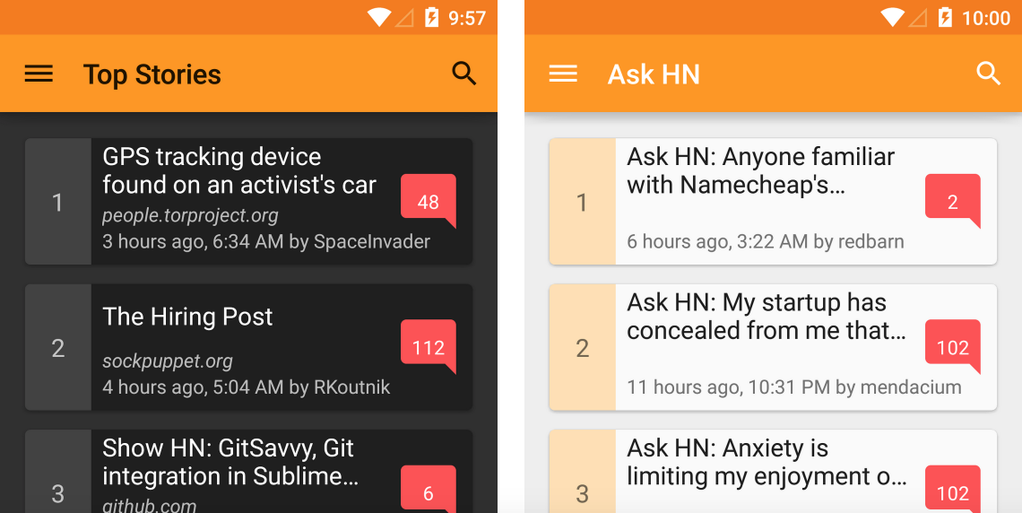 9:57
Top Stories
1
GPS tracking device
found on an activist's car
people.torproject.org
3 hours ago, 6:34 AM by SpaceInvader
48
2
The Hiring Post
sockpuppet.org
4 hours ago, 5:04 AM by RKoutnik
112
3
Show HN: GitSavvy, Git
integration in Sublime...
github.com
6
10:00
Ask HN
1
Ask HN: Anyone familiar
with Namecheap's...
6 hours ago, 3:22 AM by redbarn
2
2
Ask HN: My startup has
concealed from me that...
11 hours ago, 10:31 PM by mendacium
102
3
Ask HN: Anxiety is
limiting my enjoyment o...
102